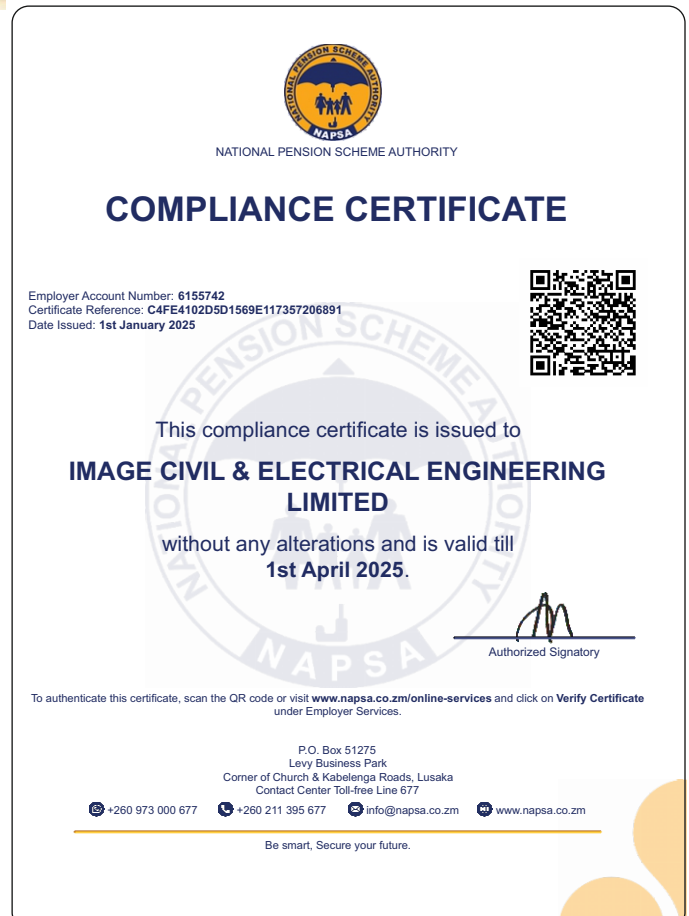 NATIONAL PENSION SCHEME AUTHORITY
NAPSA
NATIONAL PENSION SCHEME AUTHORITY
COMPLIANCE CERTIFICATE
Employer Account Number: 6155742
Certificate Reference: C4FE4102D5D1569E117357206891
Date Issued: 1st January 2025
NATIONAL PENSION SCHEME AUTHORITY
This compliance certificate is issued to
IMAGE CIVIL & ELECTRICAL ENGINEERING
LIMITED
without any alterations and is valid till
1st April 2025.
NAPSA
Authorized Signatory
To authenticate this certificate, scan the QR code or visit www.napsa.co.zm/online-services and click on Verify Certificate
under Employer Services.
P.O. Box 51275
Levy Business Park
Corner of Church & Kabelenga Roads, Lusaka
Contact Center Toll-free Line 677
+260 973 000 677 +260 211 395 677 info@napsa.co.zm www.napsa.co.zm
Be smart, Secure your future.